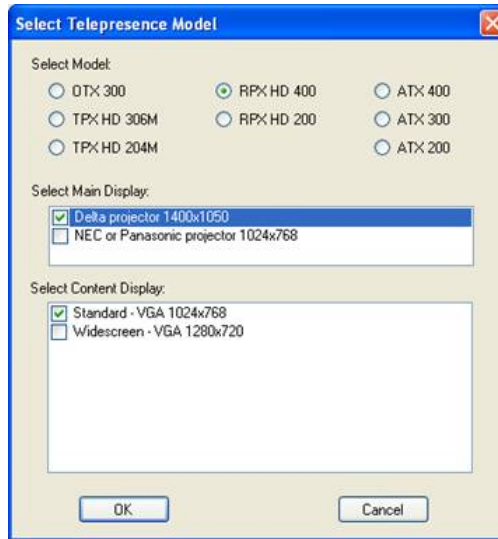 Select Telepresence Model
Select Model:
OTX 300 RPX HD 400 ATX 400
TPX HD 306M RPX HD 200 ATX 300
TPX HD 204M ATX 200
Select Main Display:
Delta projector 1400x1050
NEC or Panasonic projector 1024x768
Select Content Display:
Standard - VGA 1024x768
Widescreen - VGA 1280x720
OK Cancel